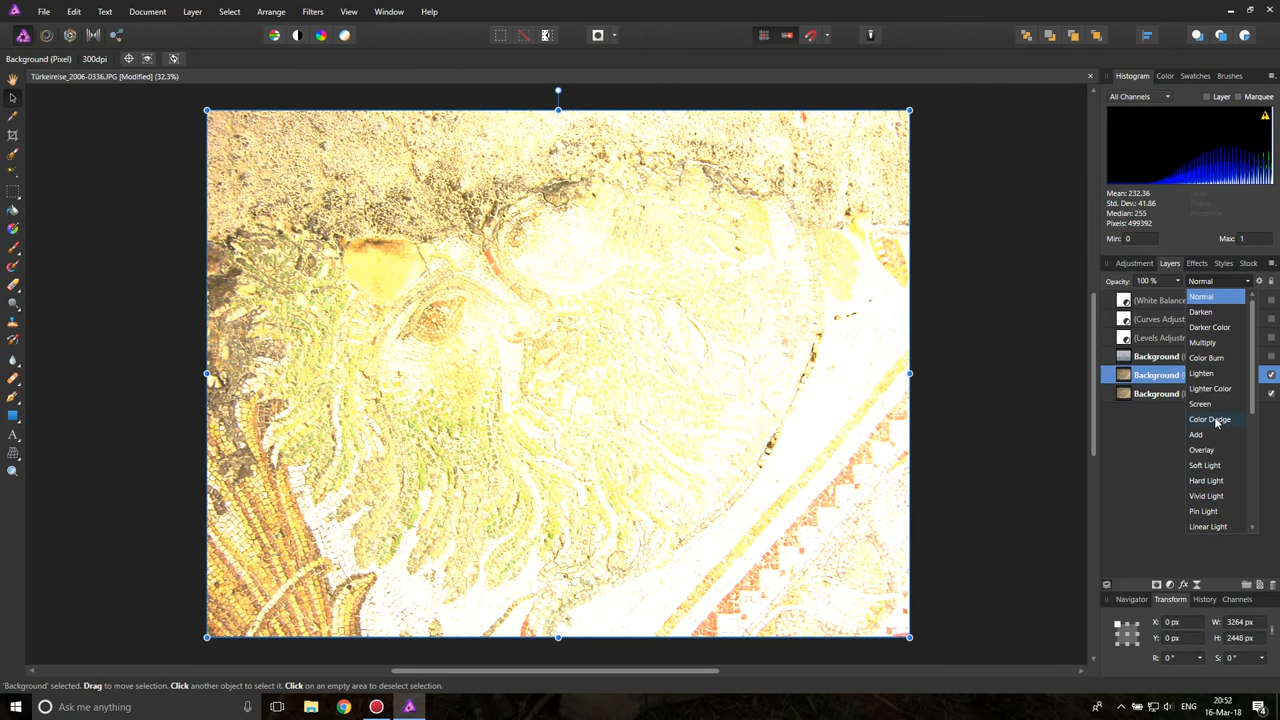 File Edit Text Document Layer Select Arrange Filters View Window Help
Background (Pixel) 300dpi
Türkeireise_2006-0336.JPG [Modified] (32.3%)
Histogram Color Swatches Brushes
All Channels Layer Marquee
Mean: 232.36
Std. Dev.: 41.86
Median: 255
Pixels: 499392
Percentile:
Min: 0 Max: 1
Adjustment Layers Effects Styles Stock
Opacity: 100 % Normal
(White Balance
(Curves Adjust
(Levels Adjustr
Background (
Background (
Background (
Normal
Darken
Darker Color
Multiply
Color Burn
Lighten
Lighter Color
Screen
Color Dodge
Add
Overlay
Soft Light
Hard Light
Vivid Light
Pin Light
Linear Light
Navigator Transform History Channels
X: 0 px W: 3264 px
Y: 0 px H: 2448 px
R: 0 ° S: 0 °
'Background' selected. Drag to move selection. Click another object to select it. Click on an empty area to deselect selection.
Ask me anything
20:52
16-Mar-18